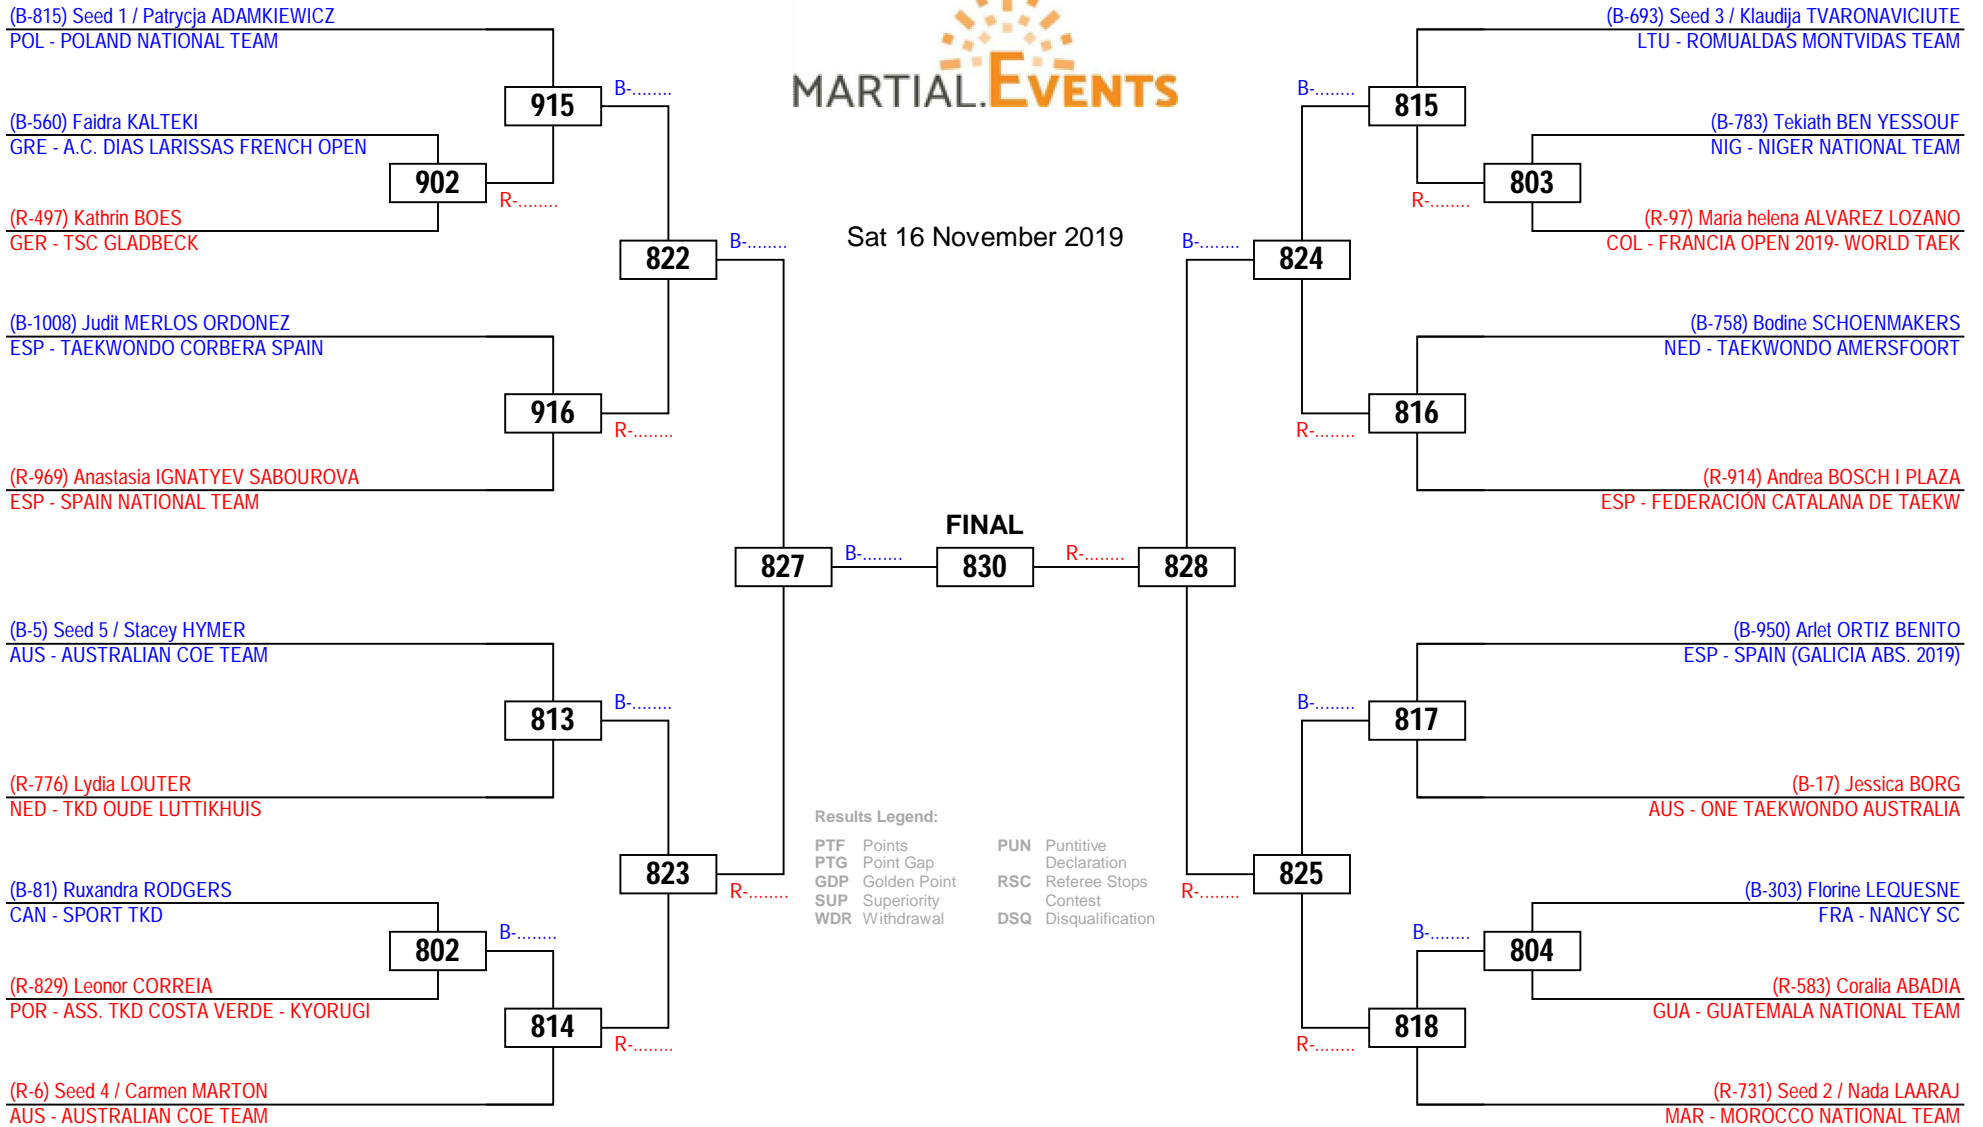 (B-815) Seed 1 / Patrycja ADAMKIEWICZ
POL - POLAND NATIONAL TEAM
(B-560) Faidra KALTEKI
GRE - A.C. DIAS LARISSAS FRENCH OPEN
(R-497) Kathrin BOES
GER - TSC GLADBECK
(B-1008) Judit MERLOS ORDONEZ
ESP - TAEKWONDO CORBERA SPAIN
(R-969) Anastasia IGNATYEV SABOUROVA
ESP - SPAIN NATIONAL TEAM
(B-5) Seed 5 / Stacey HYMER
AUS - AUSTRALIAN COE TEAM
(R-776) Lydia LOUTER
NED - TKD OUDE LUTTIKHUIS
(B-81) Ruxandra RODGERS
CAN - SPORT TKD
(R-829) Leonor CORREIA
POR - ASS. TKD COSTA VERDE - KYORUGI
(R-6) Seed 4 / Carmen MARTON
AUS - AUSTRALIAN COE TEAM
902
R-........
802
B-........
915
B-........
916
R-........
813
B-........
814
R-........
822
B-........
823
R-........
827
B-........
MARTIAL.EVENTS
Sat 16 November 2019
FINAL
830
Results Legend:
PTF Points
PTG Point Gap
GDP Golden Point
SUP Superiority
WDR Withdrawal
PUN Puntitive
Declaration
RSC Referee Stops
Contest
DSQ Disqualification
R-........
828
B-........
824
R-........
825
B-........
815
R-........
816
B-........
817
R-........
818
R-........
803
B-........
804
(B-693) Seed 3 / Klaudija TVARONAVICIUTE
LTU - ROMUALDAS MONTVIDAS TEAM
(B-783) Tekiath BEN YESSOUF
NIG - NIGER NATIONAL TEAM
(R-97) Maria helena ALVAREZ LOZANO
COL - FRANCIA OPEN 2019- WORLD TAEK
(B-758) Bodine SCHOENMAKERS
NED - TAEKWONDO AMERSFOORT
(R-914) Andrea BOSCH I PLAZA
ESP - FEDERACIÓN CATALANA DE TAEKW
(B-950) Arlet ORTIZ BENITO
ESP - SPAIN (GALICIA ABS. 2019)
(B-17) Jessica BORG
AUS - ONE TAEKWONDO AUSTRALIA
(B-303) Florine LEQUESNE
FRA - NANCY SC
(R-583) Coralia ABADIA
GUA - GUATEMALA NATIONAL TEAM
(R-731) Seed 2 / Nada LAARAJ
MAR - MOROCCO NATIONAL TEAM